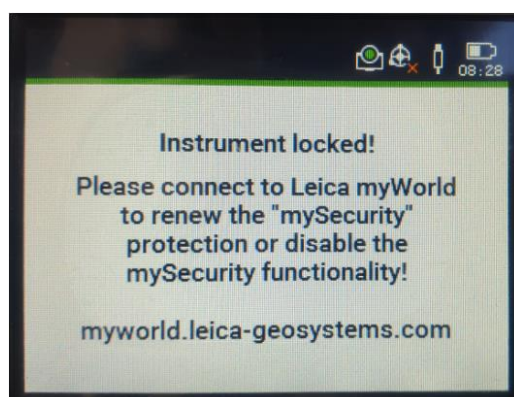 08:28
Instrument locked!
Please connect to Leica myWorld
to renew the "mySecurity"
protection or disable the
mySecurity functionality!
myworld.leica-geosystems.com